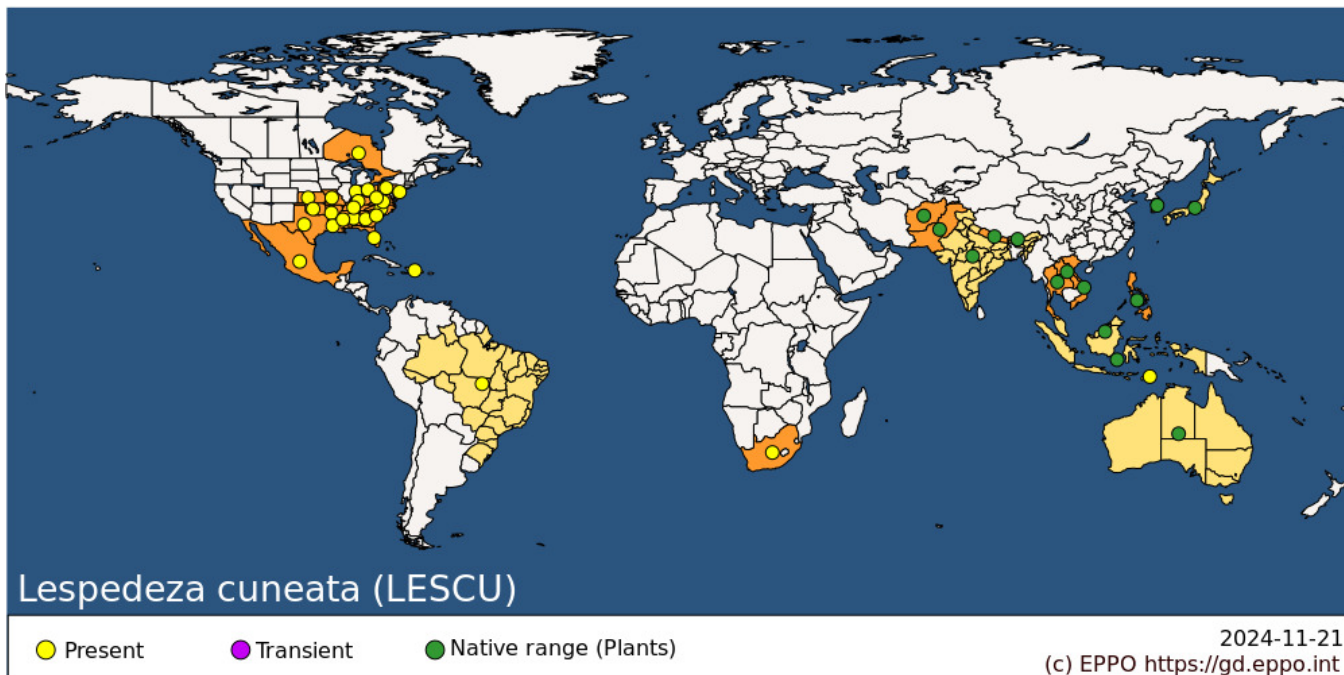 Lespedeza cuneata (LESCU)
Present
Transient
Native range (Plants)
2024-11-21
(c) EPPO https://gd.eppo.int